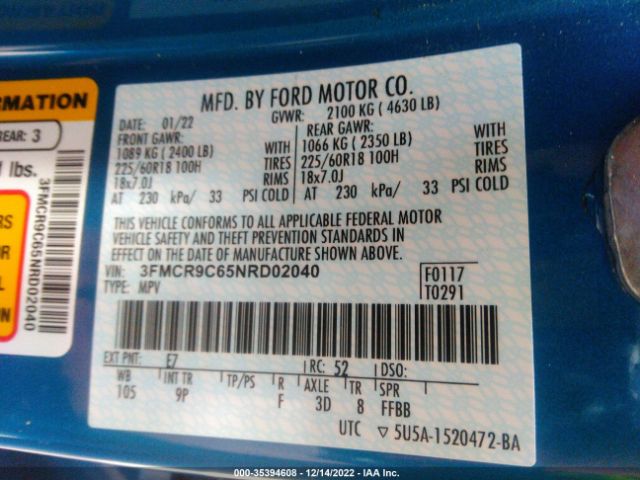 ORMATION
REAR: 3
lbs.
3FMCR9C65NRD02040
RS
OR
ON
MFD. BY FORD MOTOR CO.
DATE: 01/22 GVWR: 2100 KG ( 4630 LB)
FRONT GAWR: WITH REAR GAWR: WITH
1089 KG ( 2400 LB) TIRES 1066 KG ( 2350 LB) TIRES
225/60R18 100H RIMS 225/60R18 100H RIMS
18x7.0J 18x7.0J
AT 230 kPa/ 33 PSI COLD AT 230 kPa/ 33 PSI COLD
THIS VEHICLE CONFORMS TO ALL APPLICABLE FEDERAL MOTOR
VEHICLE SAFETY AND THEFT PREVENTION STANDARDS IN
EFFECT ON THE DATE OF MANUFACTURE SHOWN ABOVE.
VIN: 3FMCR9C65NRD02040 F0117
TYPE: MPV T0291
EXT PNT: E7 RC: 52 DSO:
WB INT TR TP/PS R AXLE TR SPR
105 9P F 3D 8 FFBB
UTC ▽ 5U5A-1520472-BA
000-35394608 - 12/14/2022 - IAA Inc.